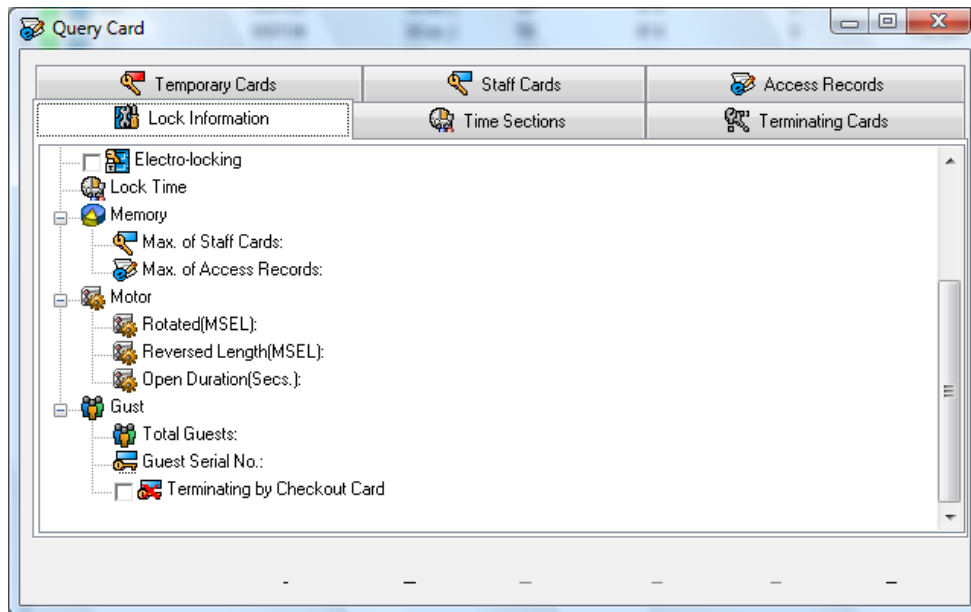 Query Card
Temporary Cards
Staff Cards
Access Records
Lock Information
Time Sections
Terminating Cards
Electro-locking
Lock Time
Memory
Max. of Staff Cards:
Max. of Access Records:
Motor
Rotated(MSEL):
Reversed Length(MSEL):
Open Duration(Secs.):
Gust
Total Guests:
Guest Serial No.:
Terminating by Checkout Card